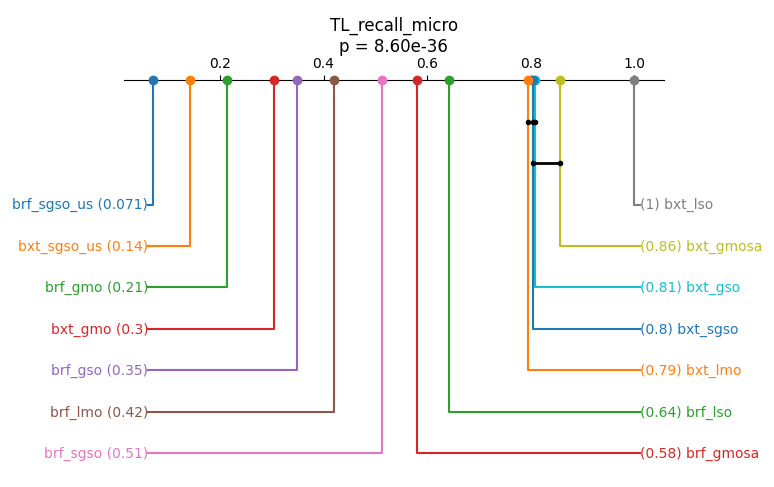 TL_recall_micro
p = 8.60e-36
0.2 0.4 0.6 0.8 1.0
brf_sgso_us (0.071) (1) bxt_lso
bxt_sgso_us (0.14) (0.86) bxt_gmosa
brf_gmo (0.21) (0.81) bxt_gso
bxt_gmo (0.3) (0.8) bxt_sgso
brf_gso (0.35) (0.79) bxt_lmo
brf_lmo (0.42) (0.64) brf_lso
brf_sgso (0.51) (0.58) brf_gmosa